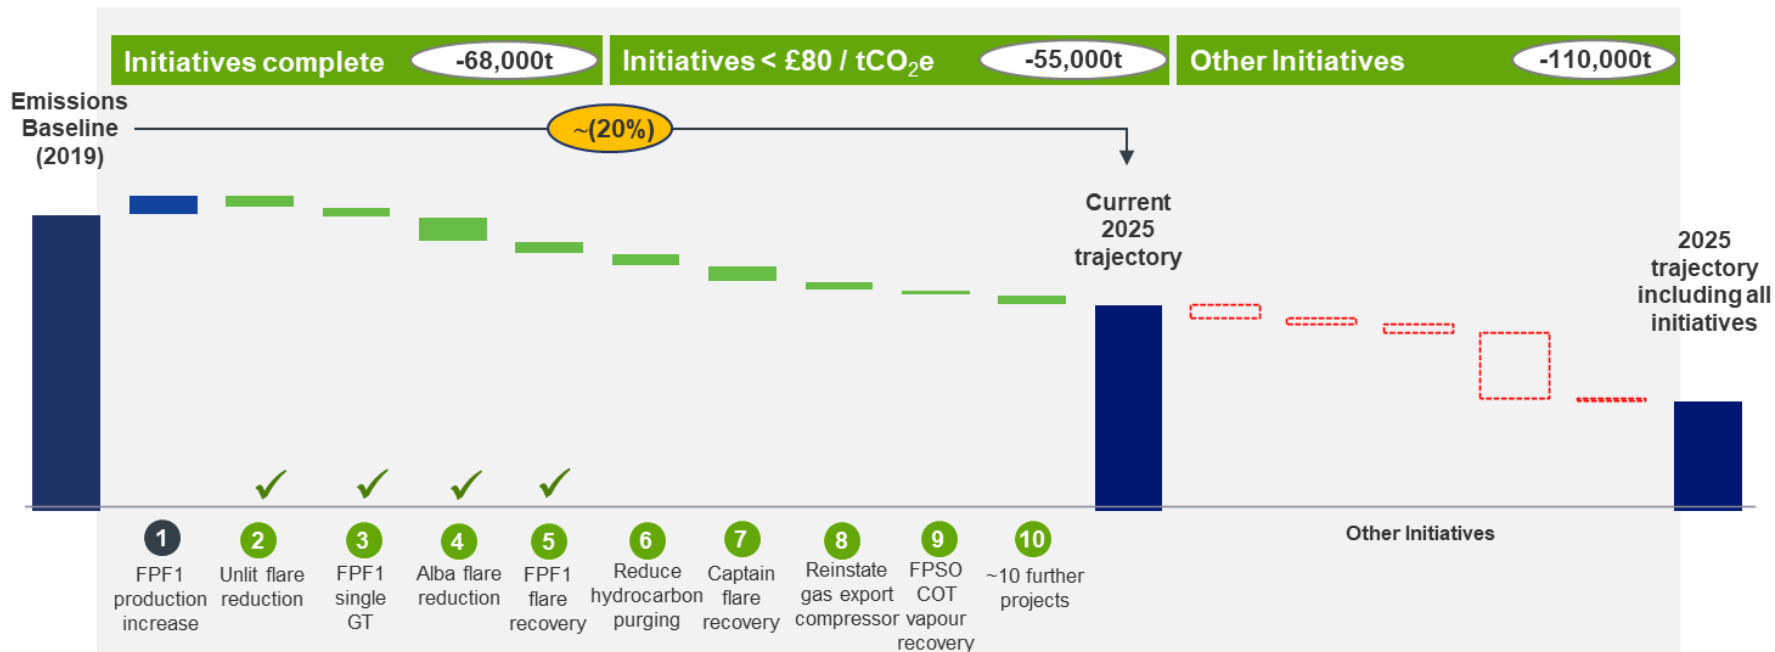 Initiatives complete
-68,000t
Initiatives < £80 / tCO₂e
-55,000t
Other Initiatives
-110,000t
Emissions
Baseline
(2019)
~(20%)
Current
2025
trajectory
2025
trajectory
including all
initiatives
1
FPF1
production
increase
2
Unlit flare
reduction
3
FPF1
single
GT
4
Alba flare
reduction
5
FPF1
flare
recovery
6
Reduce
hydrocarbon
purging
7
Captain
flare
recovery
8
Reinstate
gas export
compressor
9
FPSO
COT
vapour
recovery
10
~10 further
projects
Other Initiatives